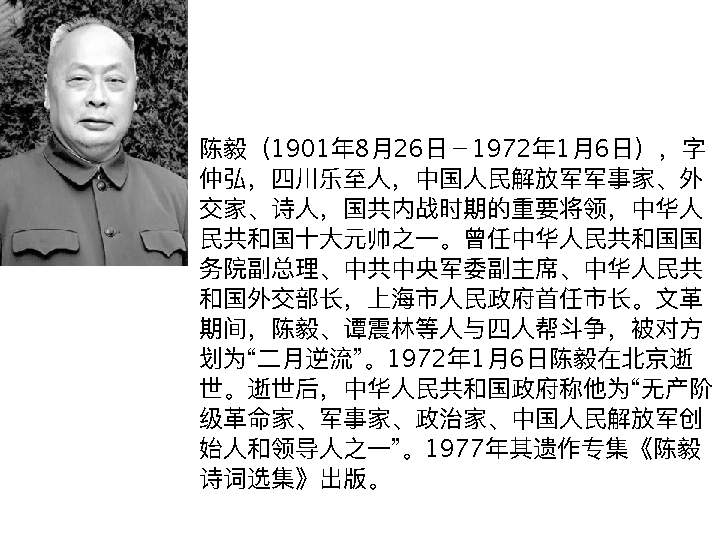 陈毅（1901年8月26日－1972年1月6日），字
仲弘，四川乐至人，中国人民解放军军事家、外
交家、诗人，国共内战时期的重要将领，中华人
民共和国十大元帅之一。曾任中华人民共和国国
务院副总理、中共中央军委副主席、中华人民共
和国外交部长，上海市人民政府首任市长。文革
期间，陈毅、谭震林等人与四人帮斗争，被对方
划为“二月逆流”。1972年1月6日陈毅在北京逝
世。逝世后，中华人民共和国政府称他为“无产阶
级革命家、军事家、政治家、中国人民解放军创
始人和领导人之一”。1977年其遗作专集《陈毅
诗词选集》出版。